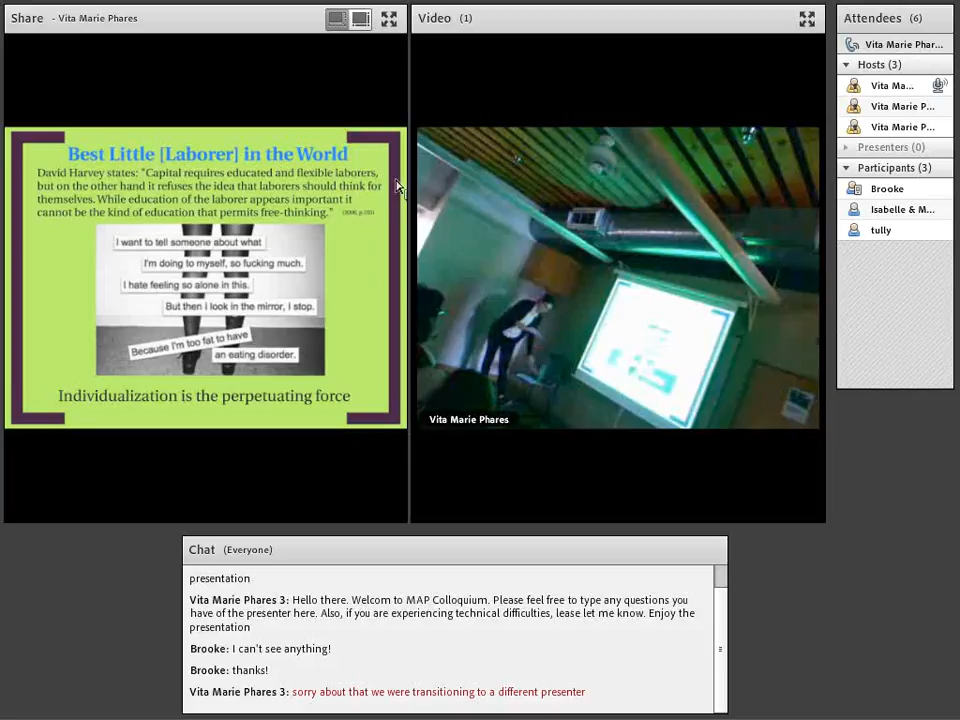 Share - Vita Marie Phares
Video (1)
Attendees (6)
Vita Marie Phar...
Hosts (3)
Vita Ma...
Vita Marie P...
Vita Marie P...
Presenters (0)
Participants (3)
Brooke
Isabelle & M...
tully
Best Little [Laborer] in the World
David Harvey states: "Capital requires educated and flexible laborers,
but on the other hand it refuses the idea that laborers should think for
themselves. While education of the laborer appears important it
cannot be the kind of education that permits free-thinking."
I want to tell someone about what
I'm doing to myself, so fucking much.
I hate feeling so alone in this.
But then I look in the mirror, I stop.
Because I'm too fat to have
an eating disorder.
Individualization is the perpetuating force
Vita Marie Phares
Chat (Everyone)
presentation
Vita Marie Phares 3: Hello there. Welcom to MAP Colloquium. Please feel free to type any questions you
have of the presenter here. Also, if you are experiencing technical difficulties, lease let me know. Enjoy the
presentation
Brooke: I can't see anything!
Brooke: thanks!
Vita Marie Phares 3: sorry about that we were transitioning to a different presenter